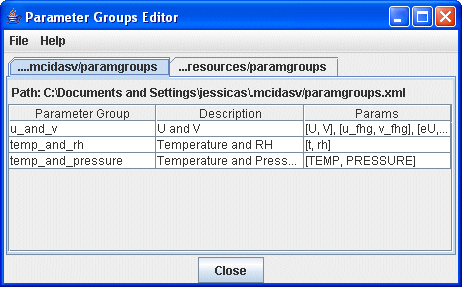 Parameter Groups Editor
File Help
....mcidasv/paramgroups ...resources/paramgroups
Path: C:\Documents and Settings\jessicas\.mcidasv/paramgroups.xml
Parameter Group Description Params
u_and_v U and V [U, V], [u_fhg, v_fhg], [eU,...
temp_and_rh Temperature and RH [t, rh]
temp_and_pressure Temperature and Press... [TEMP, PRESSURE]
Close